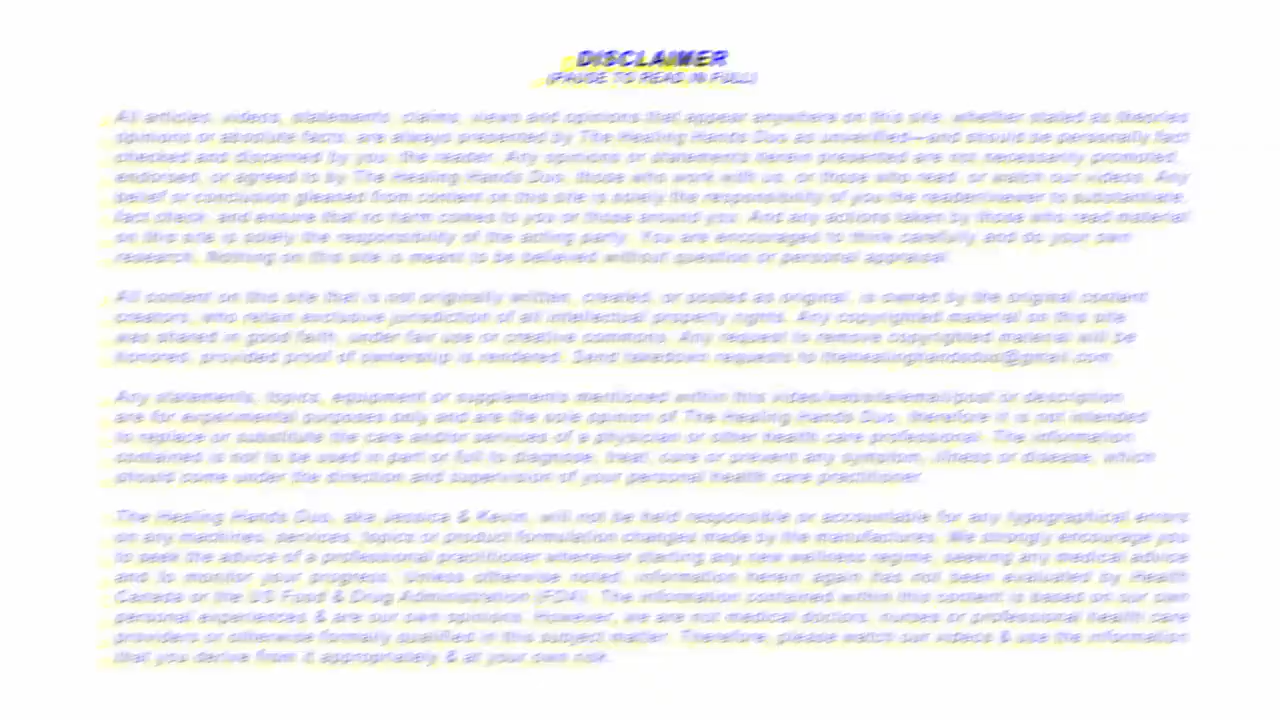 DISCLAIMER
(PAUSE TO READ IN FULL)
All articles, videos, statements, claims, views and opinions that appear anywhere on this site, whether stated as theories
opinions or absolute facts, are always presented by The Healing Hands Duo as unverified—and should be personally fact
checked and discerned by you, the reader. Any opinions or statements herein presented are not necessarily promoted,
endorsed, or agreed to by The Healing Hands Duo, those who work with us, or those who read, or watch our videos. Any
belief or conclusion gleaned from content on this site is solely the responsibility of you the reader/viewer to substantiate,
fact check, and ensure that no harm comes to you or those around you. And any actions taken by those who read material
on this site is solely the responsibility of the acting party. You are encouraged to think carefully and do your own
research. Nothing on this site is meant to be believed without question or personal appraisal.
All content on this site that is not originally written, created, or posted as original, is owned by the original content
creators, who retain exclusive jurisdiction of all intellectual property rights. Any copyrighted material on this site
was shared in good faith, under fair use or creative commons. Any request to remove copyrighted material will be
honored, provided proof of ownership is rendered. Send takedown requests to thehealinghandsduo@gmail.com
Any statements, topics, equipment or supplements mentioned within this video/website/email/post or description
are for experimental purposes only and are the sole opinion of The Healing Hands Duo, therefore it is not intended
to replace or substitute the care and/or services of a physician or other health care professional. The information
contained is not to be used in part or full to diagnose, treat, cure or prevent any symptom, illness or disease, which
should come under the direction and supervision of your personal health care practitioner.
The Healing Hands Duo, aka Jessica & Kevin, will not be held responsible or accountable for any typographical errors
on any machines, services, topics or product formulation changes made by the manufactures. We strongly encourage you
to seek the advice of a professional practitioner whenever starting any new wellness regime, seeking any medical advice
and to monitor your progress. Unless otherwise noted, information herein again has not been evaluated by Health
Canada or the US Food & Drug Administration (FDA). The information contained within this content is based on our own
personal experiences & are our own opinions. However, we are not medical doctors, nurses or professional health care
providers or otherwise formally qualified in this subject matter. Therefore, please watch our videos & use the information
that you derive from it appropriately & at your own risk.